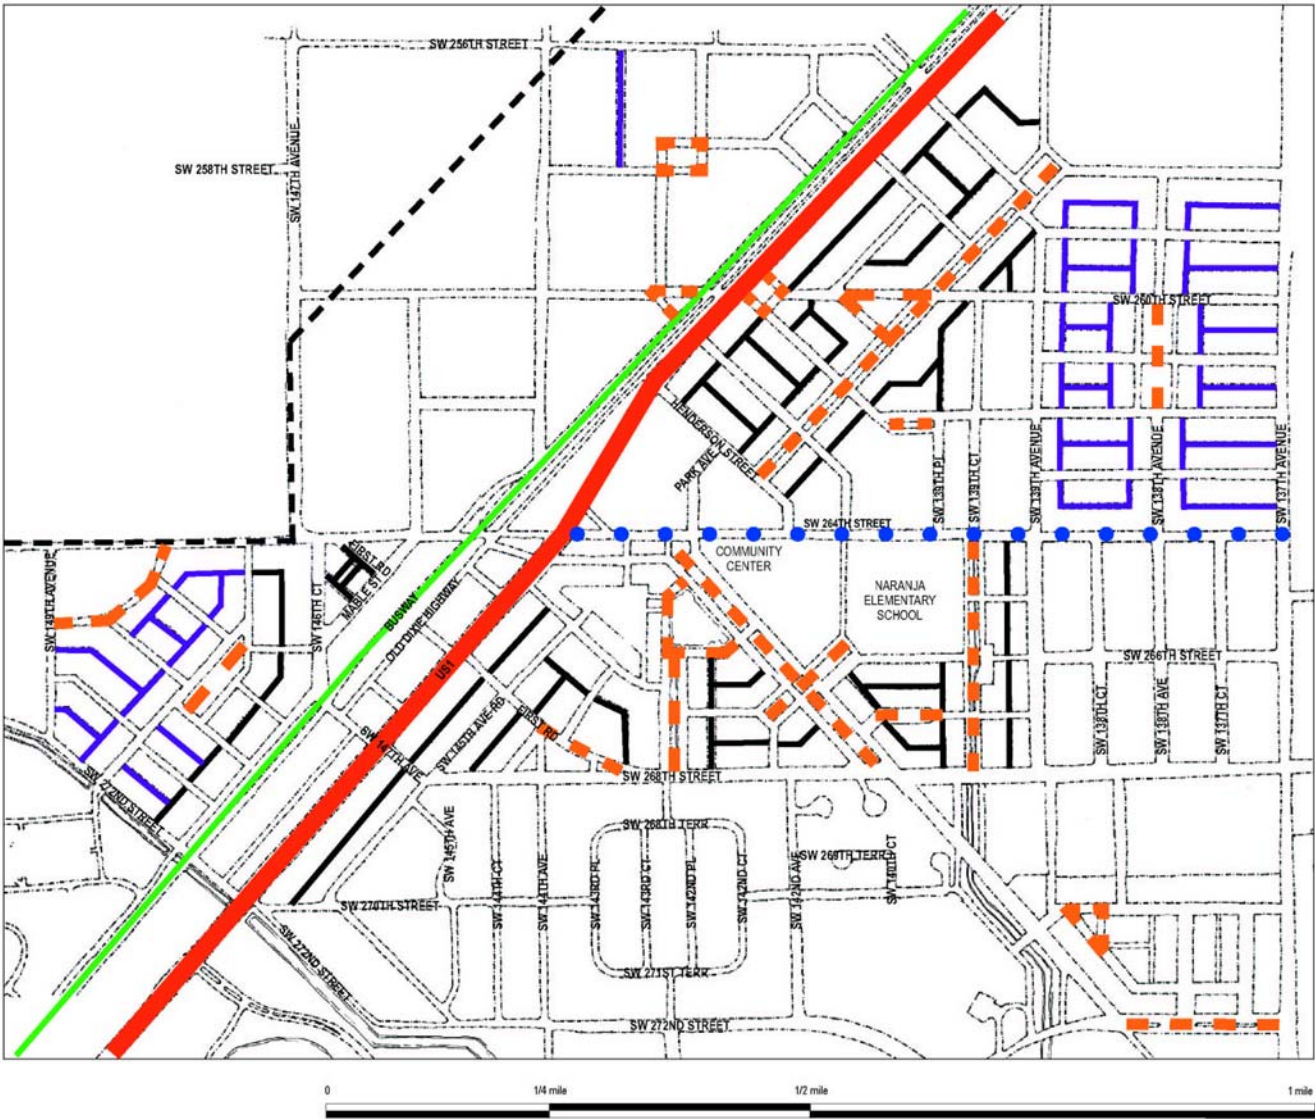 SW 256TH STREET
SW 147TH AVENUE
SW 258TH STREET
SW 260TH STREET
HENDERSON STREET
PARK AVE
SW 139TH PL
SW 139TH CT
SW 139TH AVENUE
SW 138TH AVENUE
SW 137TH AVENUE
SW 264TH STREET
COMMUNITY
CENTER
NARANJA
ELEMENTARY
SCHOOL
SW 149TH AVENUE
SW 146TH CT
FIRST RD
MABLE ST
BUSWAY
OLD DIXIE HIGHWAY
US1
SW 266TH STREET
SW 138TH CT
SW 138TH AVE
SW 137TH CT
SW 147TH AVE
SW 145TH AVE RD
FIRST RD
SW 268TH STREET
SW 272ND STREET
SW 268TH TERR
SW 145TH AVE
SW 144TH CT
SW 144TH AVE
SW 143RD PL
SW 143RD CT
SW 142ND PL
SW 142ND CT
SW 142ND AVE
SW 269TH TERR
SW 140TH CT
SW 270TH STREET
SW 272ND STREET
SW 271ST TERR
SW 272ND STREET
0
1/4 mile
1/2 mile
1 mile